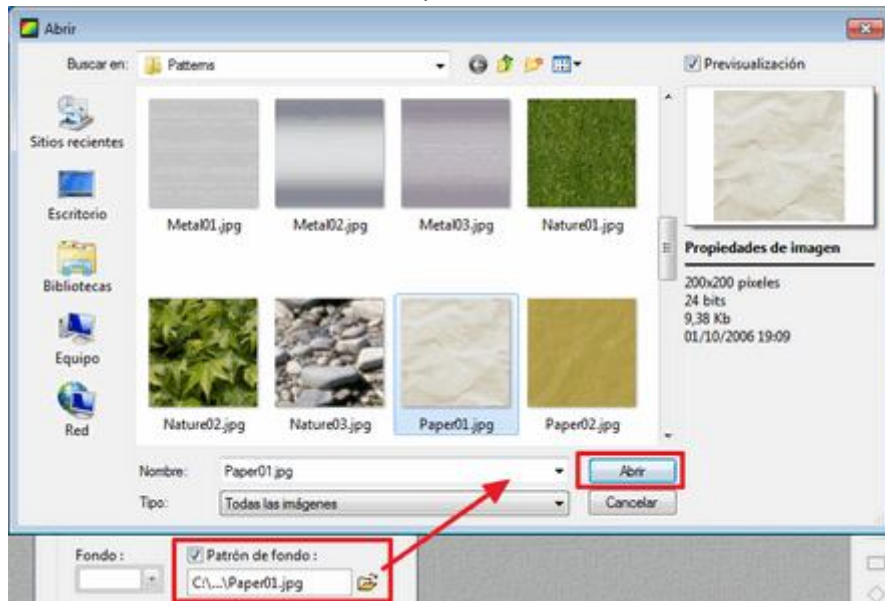 Abrir
Buscar en: Patterns
Previsualización
Sitios recientes
Escritorio
Bibliotecas
Equipo
Red
Metal01.jpg Metal02.jpg Metal03.jpg Nature01.jpg
Nature02.jpg Nature03.jpg Paper01.jpg Paper02.jpg
Propiedades de imagen
200x200 píxeles
24 bits
9,38 Kb
01/10/2006 19:09
Nombre: Paper01.jpg Abrir
Tipo: Todas las imágenes Cancelar
Fondo : Patrón de fondo :
C:\...\Paper01.jpg